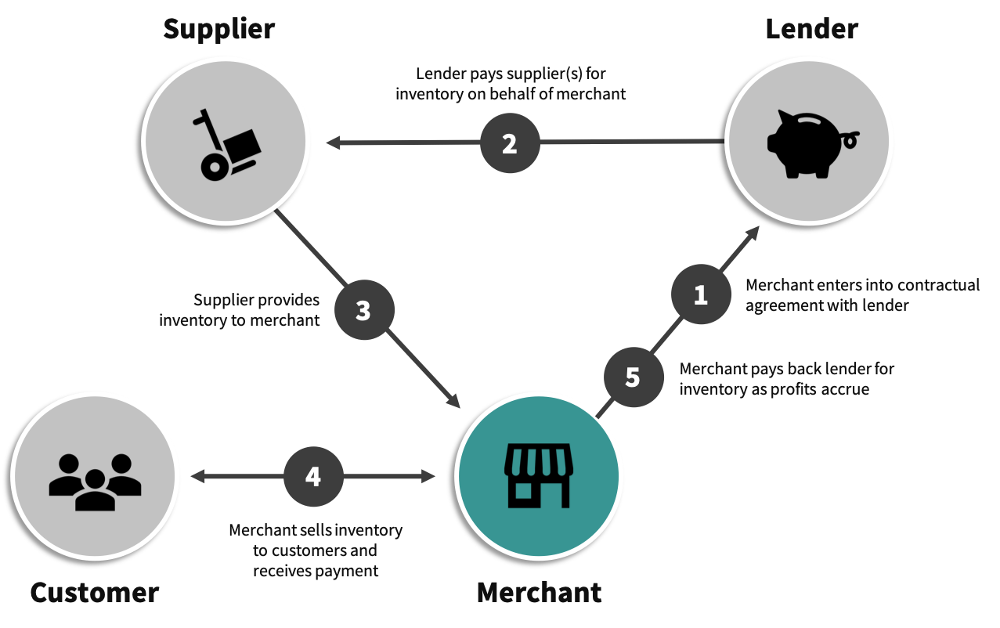 Supplier
Lender
Lender pays supplier(s) for
inventory on behalf of merchant
2
3
Supplier provides
inventory to merchant
1
Merchant enters into contractual
agreement with lender
5
Merchant pays back lender for
inventory as profits accrue
4
Merchant sells inventory
to customers and
receives payment
Customer
Merchant